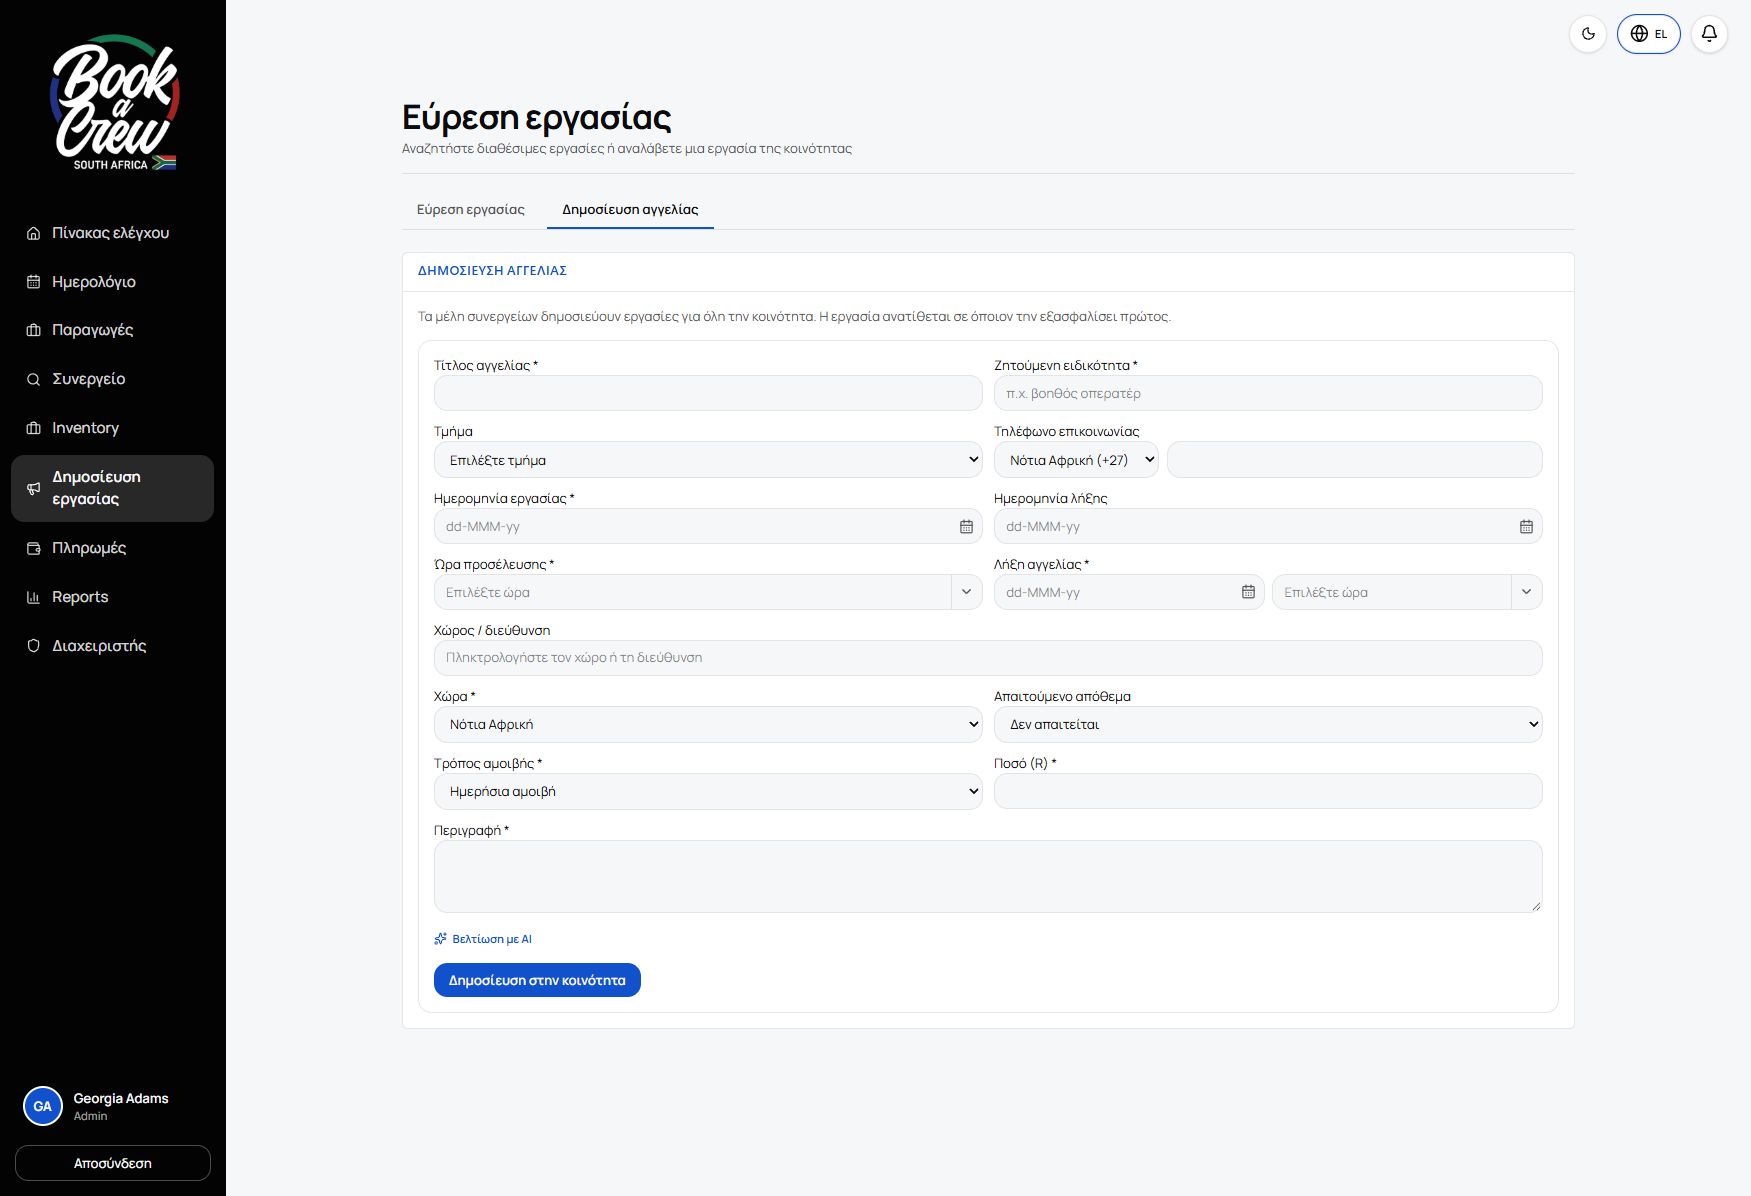 Book
a
Crew
SOUTH AFRICA
EL
Πίνακας ελέγχου
Ημερολόγιο
Παραγωγές
Συνεργείο
Inventory
Δημοσίευση
εργασίας
Πληρωμές
Reports
Διαχειριστής
GA
Georgia Adams
Admin
Αποσύνδεση
Εύρεση εργασίας
Αναζητήστε διαθέσιμες εργασίες ή αναλάβετε μια εργασία της κοινότητας
Εύρεση εργασίας
Δημοσίευση αγγελίας
ΔΗΜΟΣΙΕΥΣΗ ΑΓΓΕΛΙΑΣ
Τα μέλη συνεργείων δημοσιεύουν εργασίες για όλη την κοινότητα. Η εργασία ανατίθεται σε όποιον την εξασφαλίσει πρώτος.
Τίτλος αγγελίας *
Ζητούμενη ειδικότητα *
π.χ. βοηθός οπερατέρ
Τμήμα
Τηλέφωνο επικοινωνίας
Επιλέξτε τμήμα
Νότια Αφρική (+27)
Ημερομηνία εργασίας *
Ημερομηνία λήξης
dd-MMM-yy
dd-MMM-yy
Ώρα προσέλευσης *
Λήξη αγγελίας *
Επιλέξτε ώρα
dd-MMM-yy
Επιλέξτε ώρα
Χώρος / διεύθυνση
Πληκτρολογήστε τον χώρο ή τη διεύθυνση
Χώρα *
Απαιτούμενο απόθεμα
Νότια Αφρική
Δεν απαιτείται
Τρόπος αμοιβής *
Ποσό (R) *
Ημερήσια αμοιβή
Περιγραφή *
Βελτίωση με AI
Δημοσίευση στην κοινότητα